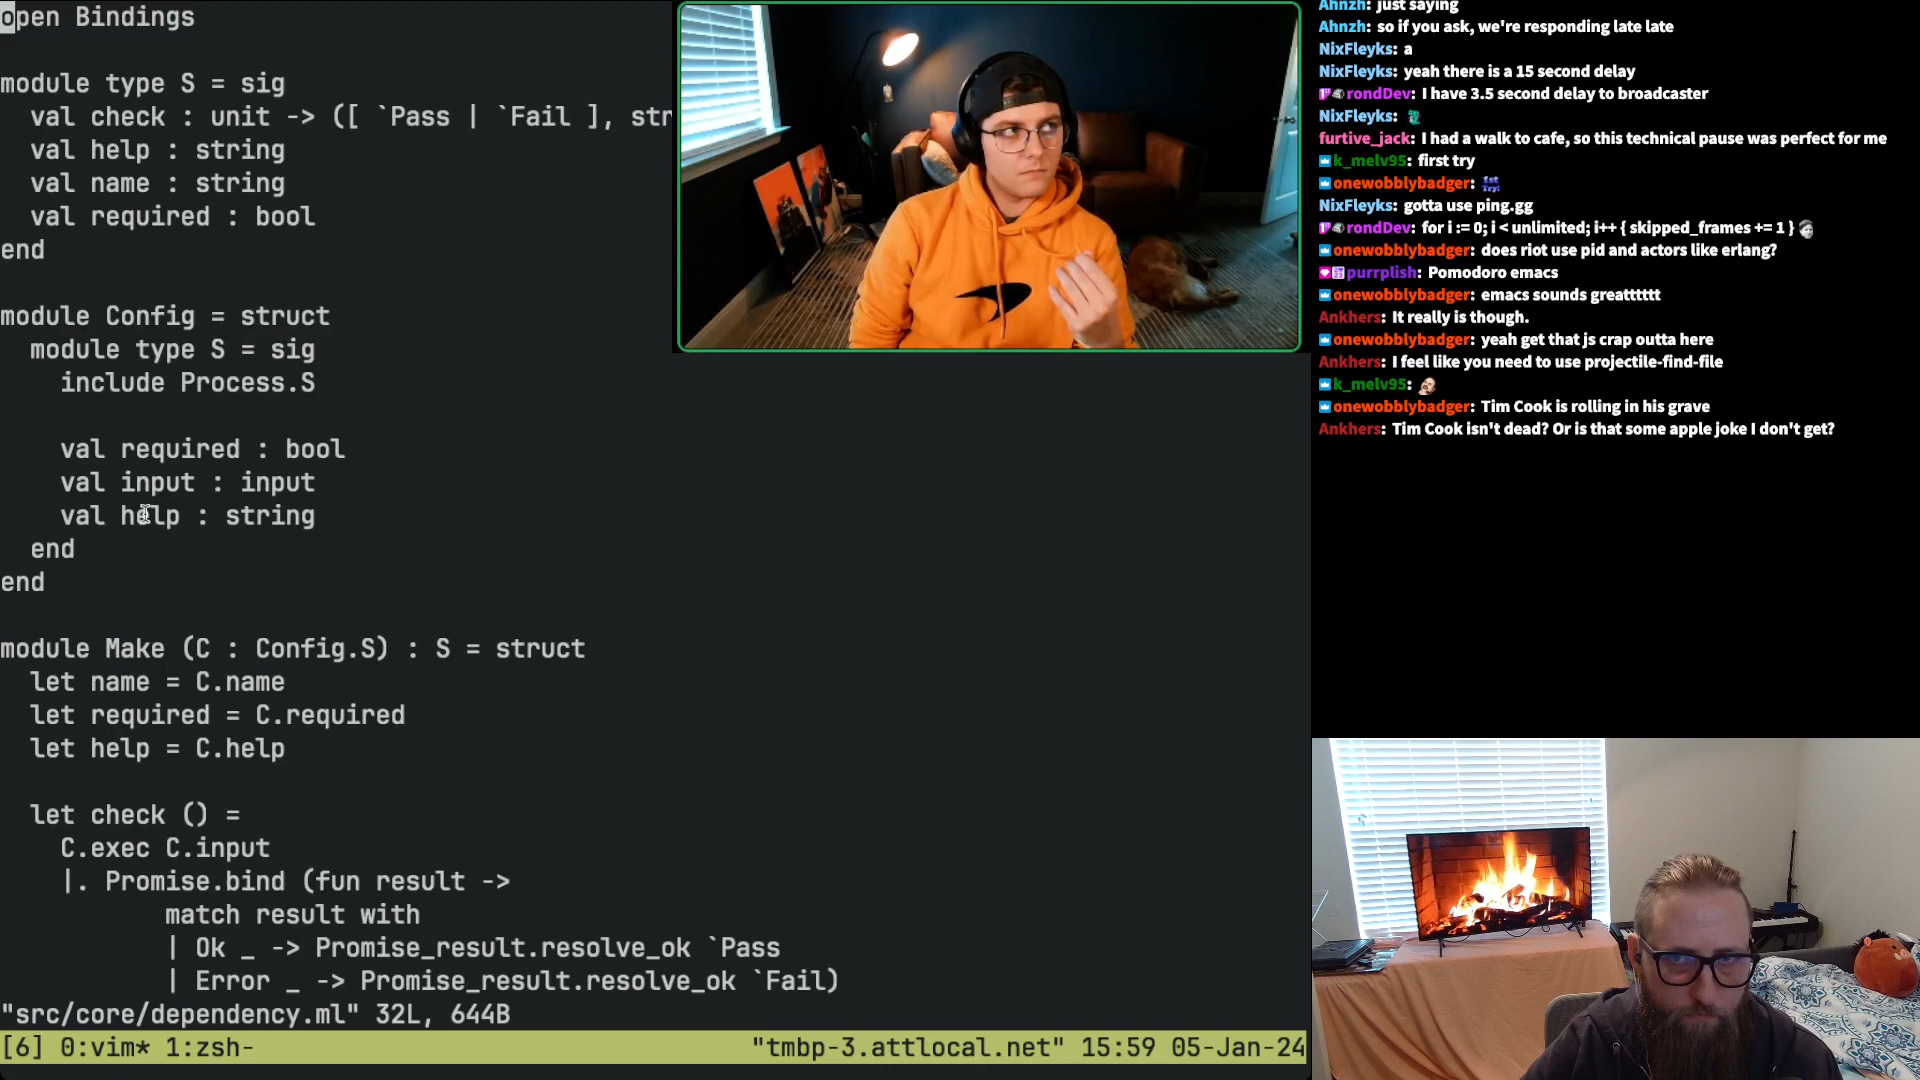 open Bindings
module type S = sig
val check : unit -> ([ `Pass | `Fail ], str
val help : string
val name : string
val required : bool
end
module Config = struct
module type S = sig
include Process.S
val required : bool
val input : input
val help : string
end
end
module Make (C : Config.S) : S = struct
let name = C.name
let required = C.required
let help = C.help
let check () =
C.exec C.input
|. Promise.bind (fun result ->
match result with
| Ok _ -> Promise_result.resolve_ok `Pass
| Error _ -> Promise_result.resolve_ok `Fail)
"src/core/dependency.ml" 32L, 644B
[6] 0:vim* 1:zsh- "tmbp-3.attlocal.net" 15:59 05-Jan-24
Ahnzh: just saying
Ahnzh: so if you ask, we're responding late late
NixFleyks: a
NixFleyks: yeah there is a 15 second delay
rondDev: I have 3.5 second delay to broadcaster
NixFleyks:
furtive_jack: I had a walk to cafe, so this technical pause was perfect for me
k_melv95: first try
onewobblybadger: 1st Try!
NixFleyks: gotta use ping.gg
rondDev: for i := 0; i < unlimited; i++ { skipped_frames += 1 }
onewobblybadger: does riot use pid and actors like erlang?
purrplish: Pomodoro emacs
onewobblybadger: emacs sounds greatttttt
Ankhers: It really is though.
onewobblybadger: yeah get that js crap outta here
Ankhers: I feel like you need to use projectile-find-file
k_melv95:
onewobblybadger: Tim Cook is rolling in his grave
Ankhers: Tim Cook isn't dead? Or is that some apple joke I don't get?